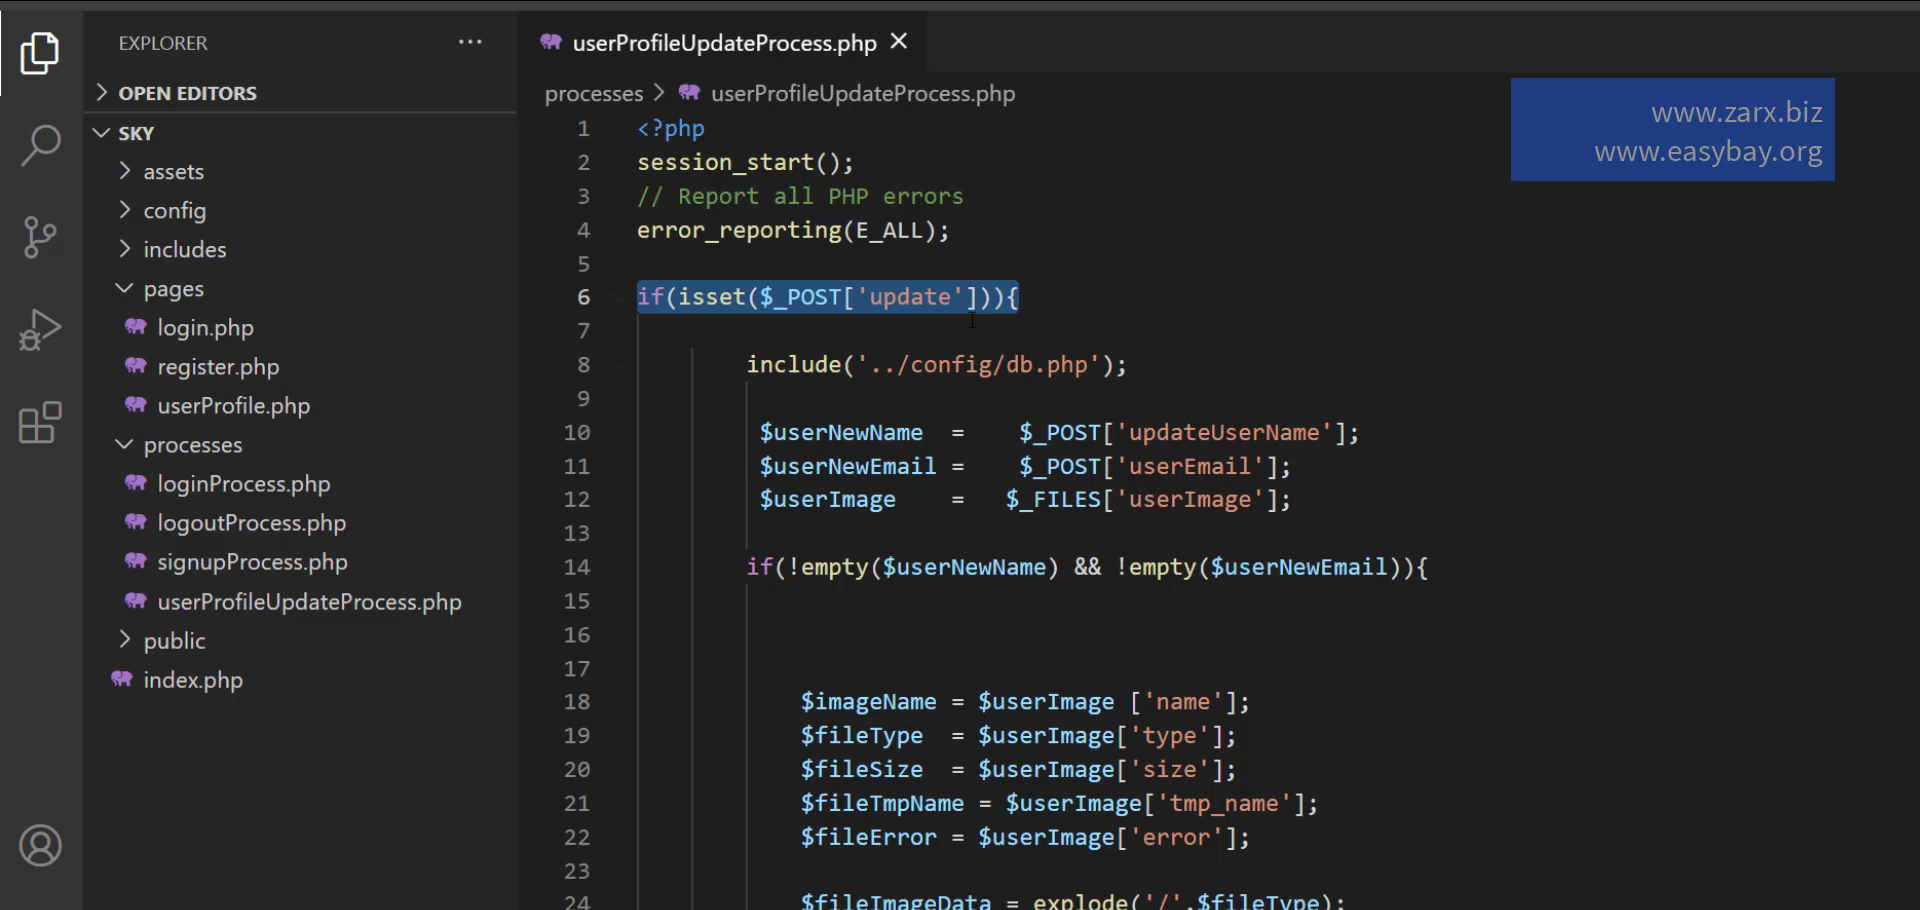 EXPLORER
···
OPEN EDITORS
SKY
assets
config
includes
pages
login.php
register.php
userProfile.php
processes
loginProcess.php
logoutProcess.php
signupProcess.php
userProfileUpdateProcess.php
public
index.php
userProfileUpdateProcess.php
processes > userProfileUpdateProcess.php
www.zarx.biz
www.easybay.org
1 <?php
2 session_start();
3 // Report all PHP errors
4 error_reporting(E_ALL);
5
6 if(isset($_POST['update'])){
7
8 include('../config/db.php');
9
10 $userNewName = $_POST['updateUserName'];
11 $userNewEmail = $_POST['userEmail'];
12 $userImage = $_FILES['userImage'];
13
14 if(!empty($userNewName) && !empty($userNewEmail)){
15
16
17
18 $imageName = $userImage ['name'];
19 $fileType = $userImage['type'];
20 $fileSize = $userImage['size'];
21 $fileTmpName = $userImage['tmp_name'];
22 $fileError = $userImage['error'];
23
24 $fileImageData = explode('/',$fileType);